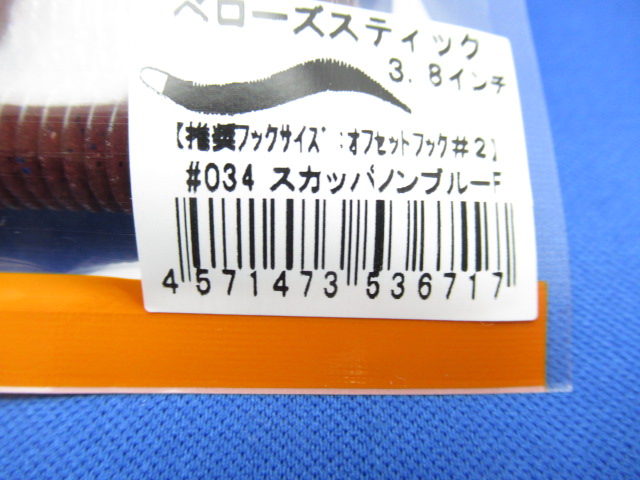 ベローズスティック
3.8インチ
【推奨フックサイズ:オフセットフック#2】
#034 スカッパノンブルーF
4 571473 536717